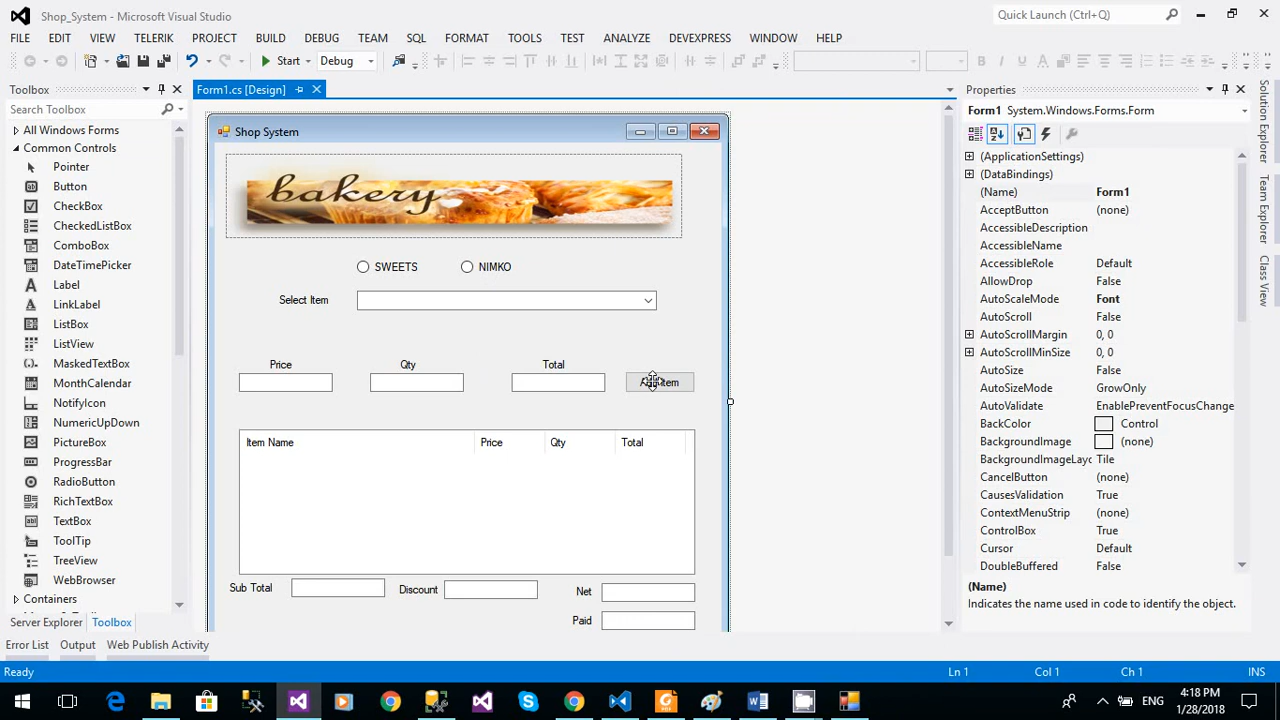 Shop_System - Microsoft Visual Studio
Quick Launch (Ctrl+Q)
FILE EDIT VIEW TELERIK PROJECT BUILD DEBUG TEAM SQL FORMAT TOOLS TEST ANALYZE DEVEXPRESS WINDOW HELP
Start Debug
Toolbox
Search Toolbox
All Windows Forms
Common Controls
Pointer
Button
CheckBox
CheckedListBox
ComboBox
DateTimePicker
Label
LinkLabel
ListBox
ListView
MaskedTextBox
MonthCalendar
NotifyIcon
NumericUpDown
PictureBox
ProgressBar
RadioButton
RichTextBox
TextBox
ToolTip
TreeView
WebBrowser
Containers
Server Explorer Toolbox
Form1.cs [Design]
Shop System
bakery
SWEETS NIMKO
Select Item
Price Qty Total
Item Name Price Qty Total
Sub Total Discount Net
Paid
Properties
Form1 System.Windows.Forms.Form
(ApplicationSettings)
(DataBindings)
(Name) Form1
AcceptButton (none)
AccessibleDescription
AccessibleName
AccessibleRole Default
AllowDrop False
AutoScaleMode Font
AutoScroll False
AutoScrollMargin 0, 0
AutoScrollMinSize 0, 0
AutoSize False
AutoSizeMode GrowOnly
AutoValidate EnablePreventFocusChange
BackColor Control
BackgroundImage (none)
BackgroundImageLayc Tile
CancelButton (none)
CausesValidation True
ContextMenuStrip (none)
ControlBox True
Cursor Default
DoubleBuffered False
(Name)
Indicates the name used in code to identify the object.
Solution Explorer
Team Explorer
Class View
Error List Output Web Publish Activity
Ready Ln 1 Col 1 Ch 1 INS
ENG
4:18 PM
1/28/2018